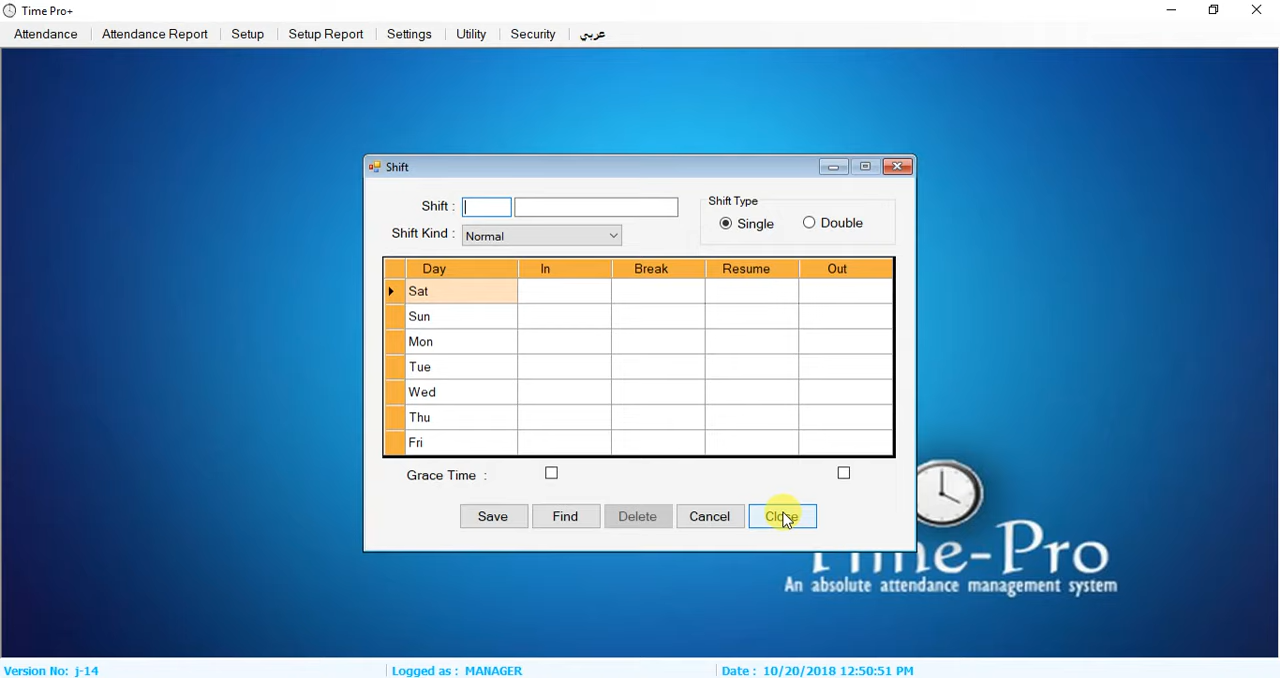 Time Pro+
Attendance Attendance Report Setup Setup Report Settings Utility Security عربي
Shift
Shift :
Shift Type
Single Double
Shift Kind : Normal
Day In Break Resume Out
Sat
Sun
Mon
Tue
Wed
Thu
Fri
Grace Time :
Save Find Delete Cancel Close
Time-Pro
An absolute attendance management system
Version No: j-14 Logged as : MANAGER Date : 10/20/2018 12:50:51 PM